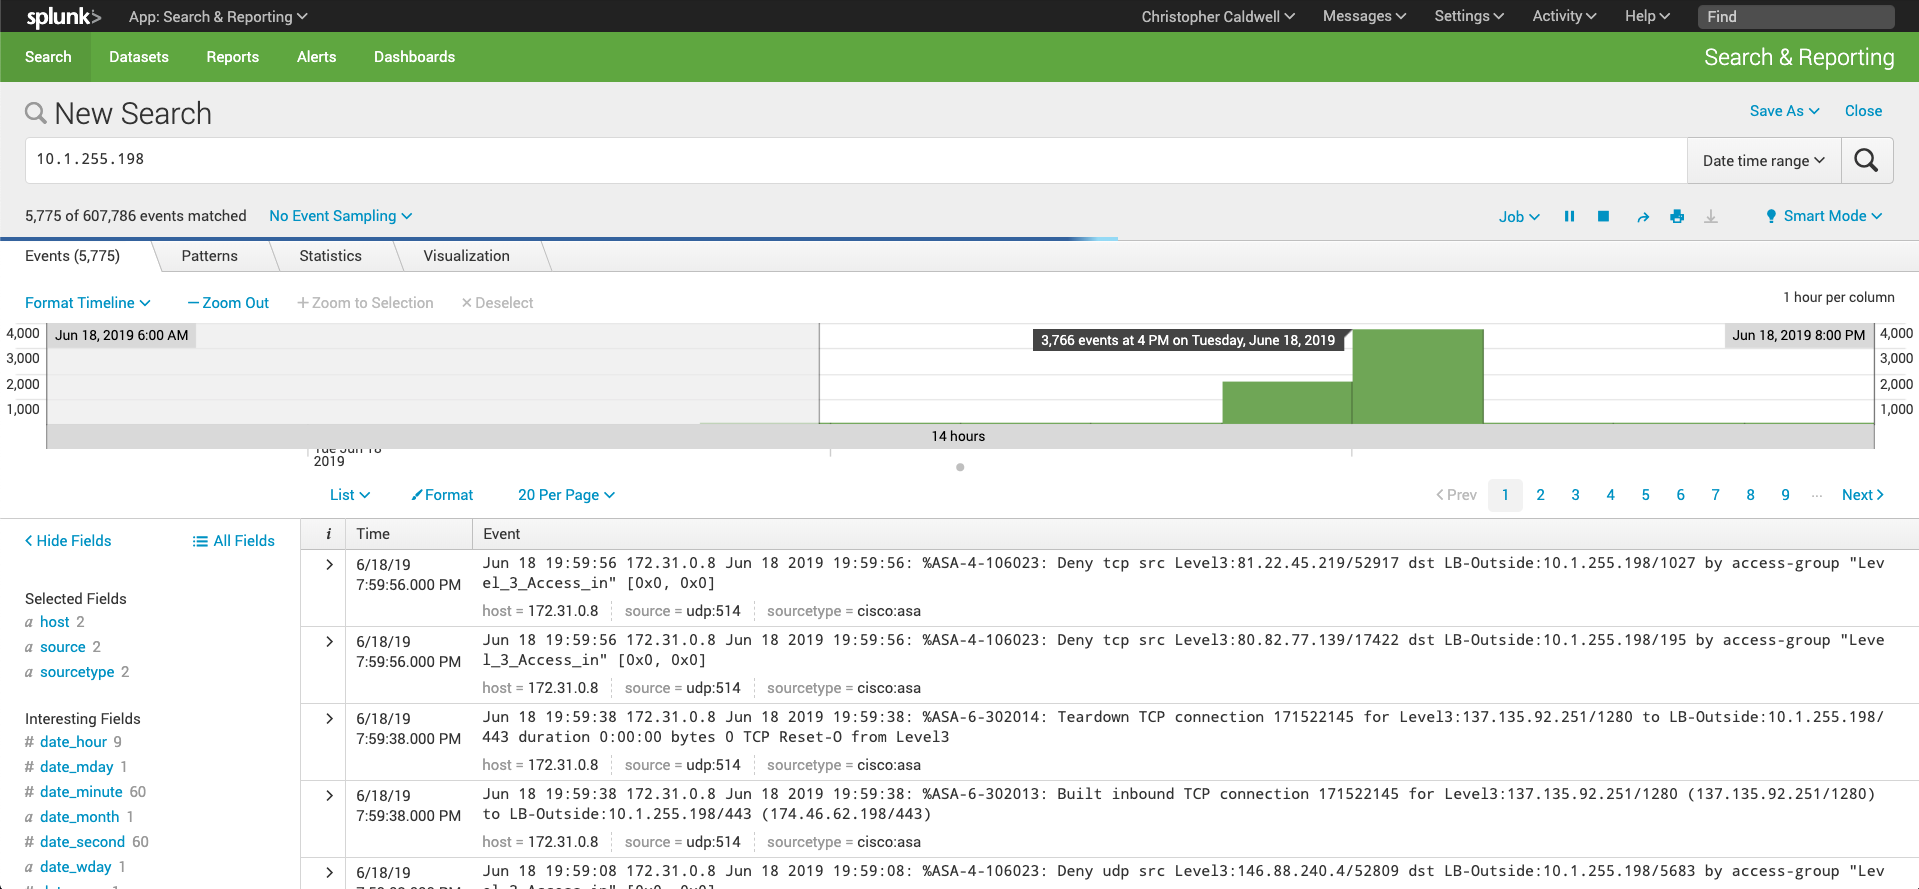 splunk> App: Search & Reporting Christopher Caldwell Messages Settings Activity Help Find
Search Datasets Reports Alerts Dashboards Search & Reporting
New Search Save As Close
10.1.255.198 Date time range
5,775 of 607,786 events matched No Event Sampling Job Smart Mode
Events (5,775) Patterns Statistics Visualization
Format Timeline — Zoom Out + Zoom to Selection × Deselect 1 hour per column
4,000 Jun 18, 2019 6:00 AM 3,766 events at 4 PM on Tuesday, June 18, 2019 Jun 18, 2019 8:00 PM 4,000
3,000 3,000
2,000 2,000
1,000 1,000
14 hours
Tue Jun 18
2019
List Format 20 Per Page < Prev 1 2 3 4 5 6 7 8 9 ... Next >
< Hide Fields All Fields
i Time Event
Selected Fields
a host 2
a source 2
a sourcetype 2
Interesting Fields
# date_hour 9
# date_mday 1
# date_minute 60
a date_month 1
# date_second 60
a date_wday 1
> 6/18/19 7:59:56.000 PM
Jun 18 19:59:56 172.31.0.8 Jun 18 2019 19:59:56: %ASA-4-106023: Deny tcp src Level3:81.22.45.219/52917 dst LB-Outside:10.1.255.198/1027 by access-group "Lev
el_3_Access_in" [0x0, 0x0]
host = 172.31.0.8 source = udp:514 sourcetype = cisco:asa
> 6/18/19 7:59:56.000 PM
Jun 18 19:59:56 172.31.0.8 Jun 18 2019 19:59:56: %ASA-4-106023: Deny tcp src Level3:80.82.77.139/17422 dst LB-Outside:10.1.255.198/195 by access-group "Leve
l_3_Access_in" [0x0, 0x0]
host = 172.31.0.8 source = udp:514 sourcetype = cisco:asa
> 6/18/19 7:59:38.000 PM
Jun 18 19:59:38 172.31.0.8 Jun 18 2019 19:59:38: %ASA-6-302014: Teardown TCP connection 171522145 for Level3:137.135.92.251/1280 to LB-Outside:10.1.255.198/
443 duration 0:00:00 bytes 0 TCP Reset-O from Level3
host = 172.31.0.8 source = udp:514 sourcetype = cisco:asa
> 6/18/19 7:59:38.000 PM
Jun 18 19:59:38 172.31.0.8 Jun 18 2019 19:59:38: %ASA-6-302013: Built inbound TCP connection 171522145 for Level3:137.135.92.251/1280 (137.135.92.251/1280)
to LB-Outside:10.1.255.198/443 (174.46.62.198/443)
host = 172.31.0.8 source = udp:514 sourcetype = cisco:asa
> 6/18/19
Jun 18 19:59:08 172.31.0.8 Jun 18 2019 19:59:08: %ASA-4-106023: Deny udp src Level3:146.88.240.4/52809 dst LB-Outside:10.1.255.198/5683 by access-group "Lev